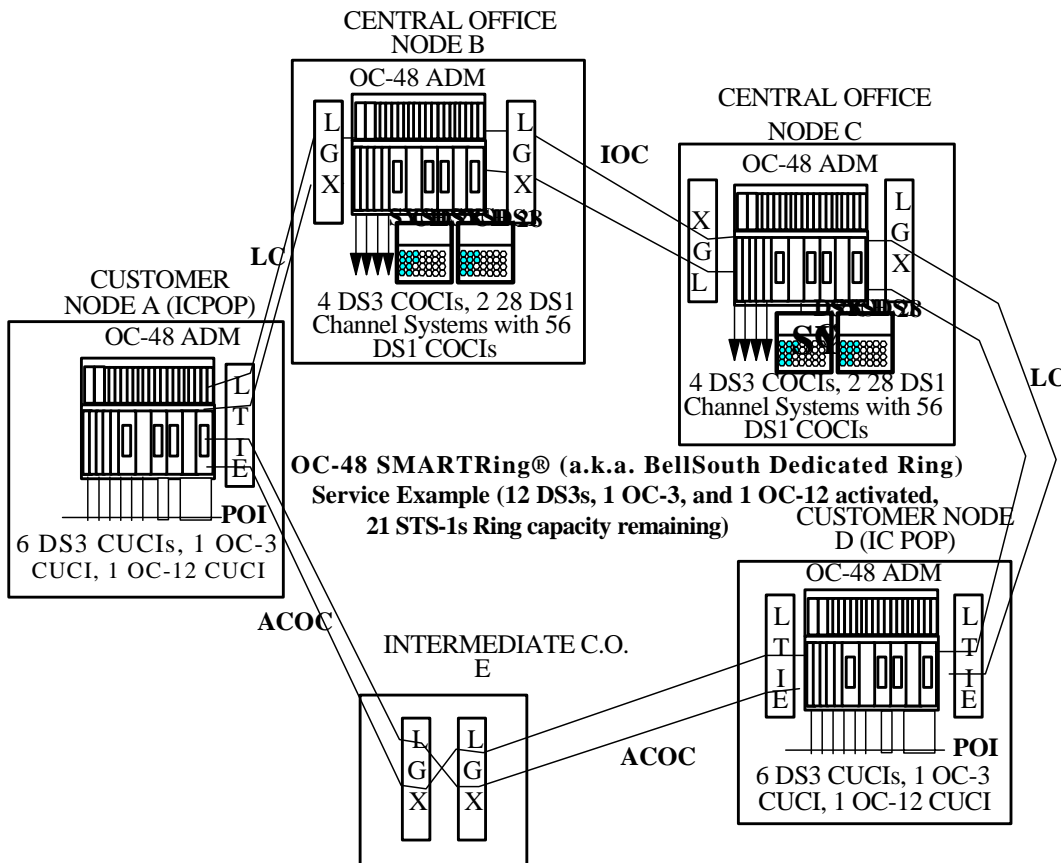 CENTRAL OFFICE
NODE B
OC-48 ADM
L
G
X
L
G
X
4 DS3 COCIs, 2 28 DS1
Channel Systems with 56
DS1 COCIs
IOC
CENTRAL OFFICE
NODE C
OC-48 ADM
X
G
L
L
G
X
4 DS3 COCIs, 2 28 DS1
Channel Systems with 56
DS1 COCIs
LC
LC
CUSTOMER
NODE A (ICPOP)
OC-48 ADM
L
T
T
E
POI
6 DS3 CUCIs, 1 OC-3
CUCI, 1 OC-12 CUCI
OC-48 SMARTRing® (a.k.a. BellSouth Dedicated Ring)
Service Example (12 DS3s, 1 OC-3, and 1 OC-12 activated,
21 STS-1s Ring capacity remaining)
CUSTOMER NODE
D (IC POP)
OC-48 ADM
L
T
IE
L
T
IE
POI
6 DS3 CUCIs, 1 OC-3
CUCI, 1 OC-12 CUCI
ACOC
INTERMEDIATE C.O.
E
L
G
X
L
G
X
ACOC